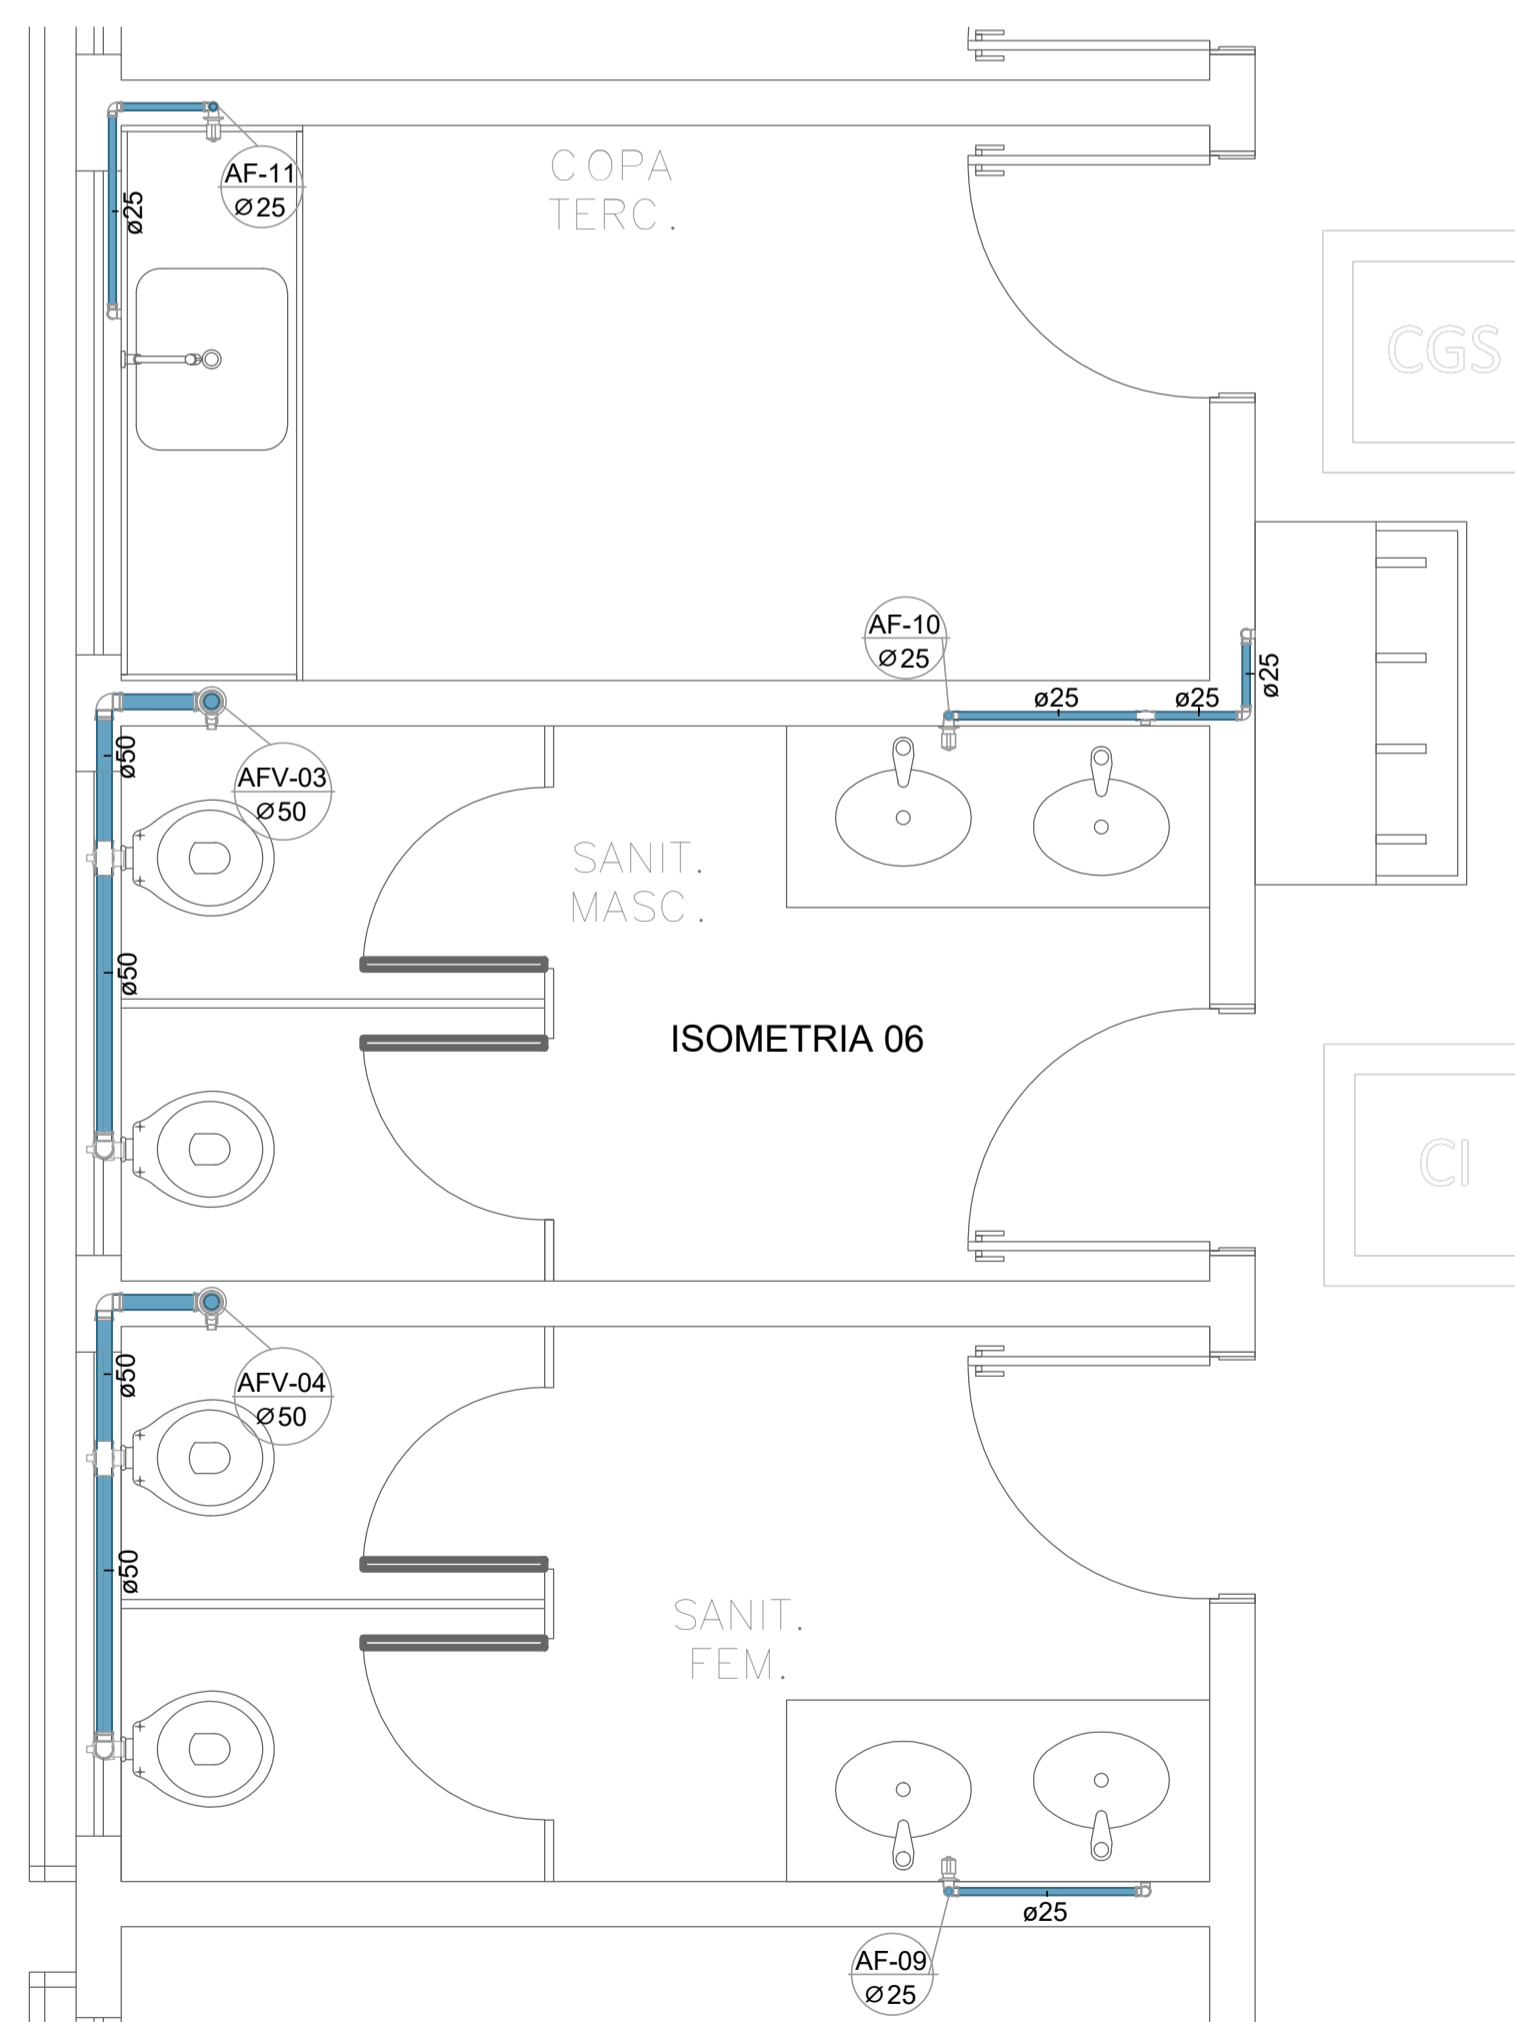 COPA
TERC.
AF-11
Ø25
ø25
CGS
AF-10
Ø25
ø25
ø25
ø25
AFV-03
Ø50
ø50
SANIT.
MASC.
ø50
ISOMETRIA 06
CI
AFV-04
Ø50
ø50
ø50
SANIT.
FEM.
ø25
AF-09
Ø25